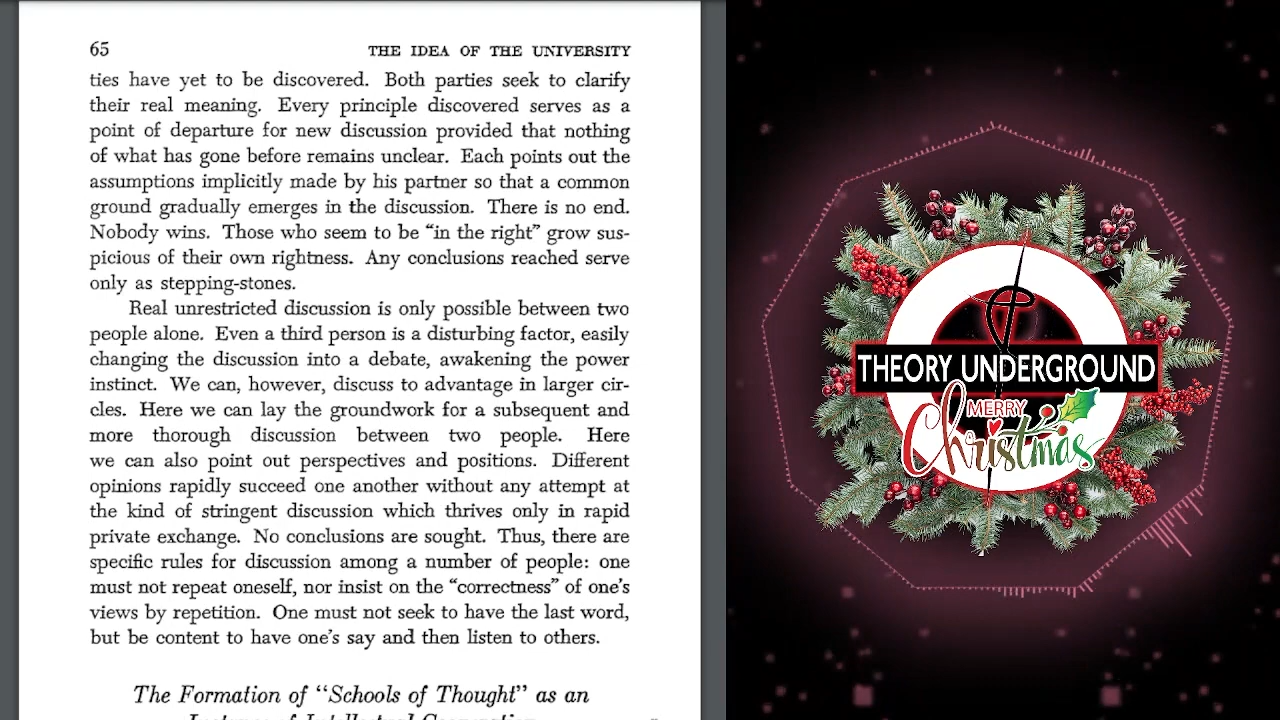 65 THE IDEA OF THE UNIVERSITY
ties have yet to be discovered. Both parties seek to clarify
their real meaning. Every principle discovered serves as a
point of departure for new discussion provided that nothing
of what has gone before remains unclear. Each points out the
assumptions implicitly made by his partner so that a common
ground gradually emerges in the discussion. There is no end.
Nobody wins. Those who seem to be “in the right” grow sus-
picious of their own rightness. Any conclusions reached serve
only as stepping-stones.
Real unrestricted discussion is only possible between two
people alone. Even a third person is a disturbing factor, easily
changing the discussion into a debate, awakening the power
instinct. We can, however, discuss to advantage in larger cir-
cles. Here we can lay the groundwork for a subsequent and
more thorough discussion between two people. Here
we can also point out perspectives and positions. Different
opinions rapidly succeed one another without any attempt at
the kind of stringent discussion which thrives only in rapid
private exchange. No conclusions are sought. Thus, there are
specific rules for discussion among a number of people: one
must not repeat oneself, nor insist on the “correctness” of one’s
views by repetition. One must not seek to have the last word,
but be content to have one’s say and then listen to others.
The Formation of “Schools of Thought” as an
Instance of Intellectual Cooperation
THEORY UNDERGROUND
MERRY
Christmas